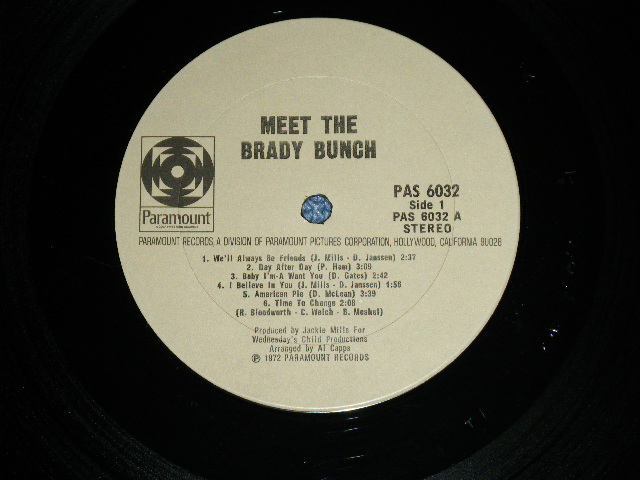 MEET THE
BRADY BUNCH
Paramount
PAS 6032
Side 1
PAS 6032 A
STEREO
PARAMOUNT RECORDS, A DIVISION OF PARAMOUNT PICTURES CORPORATION, HOLLYWOOD, CALIFORNIA 90028
1. We'll Always Be Friends (J. Mills - D. Janssen) 2:37
2. Day After Day (P. Ham) 3:09
3. Baby I'm-A Want You (D. Gates) 2:42
4. I Believe In You (J. Mills - D. Janssen) 1:58
5. American Pie (D. McLean) 3:39
6. Time To Change 2:08
(R. Bloodworth - C. Welch - B. Meshel)
Produced by Jackie Mills For
Wednesday's Child Productions
Arranged by Al Capps
℗ 1972 PARAMOUNT RECORDS